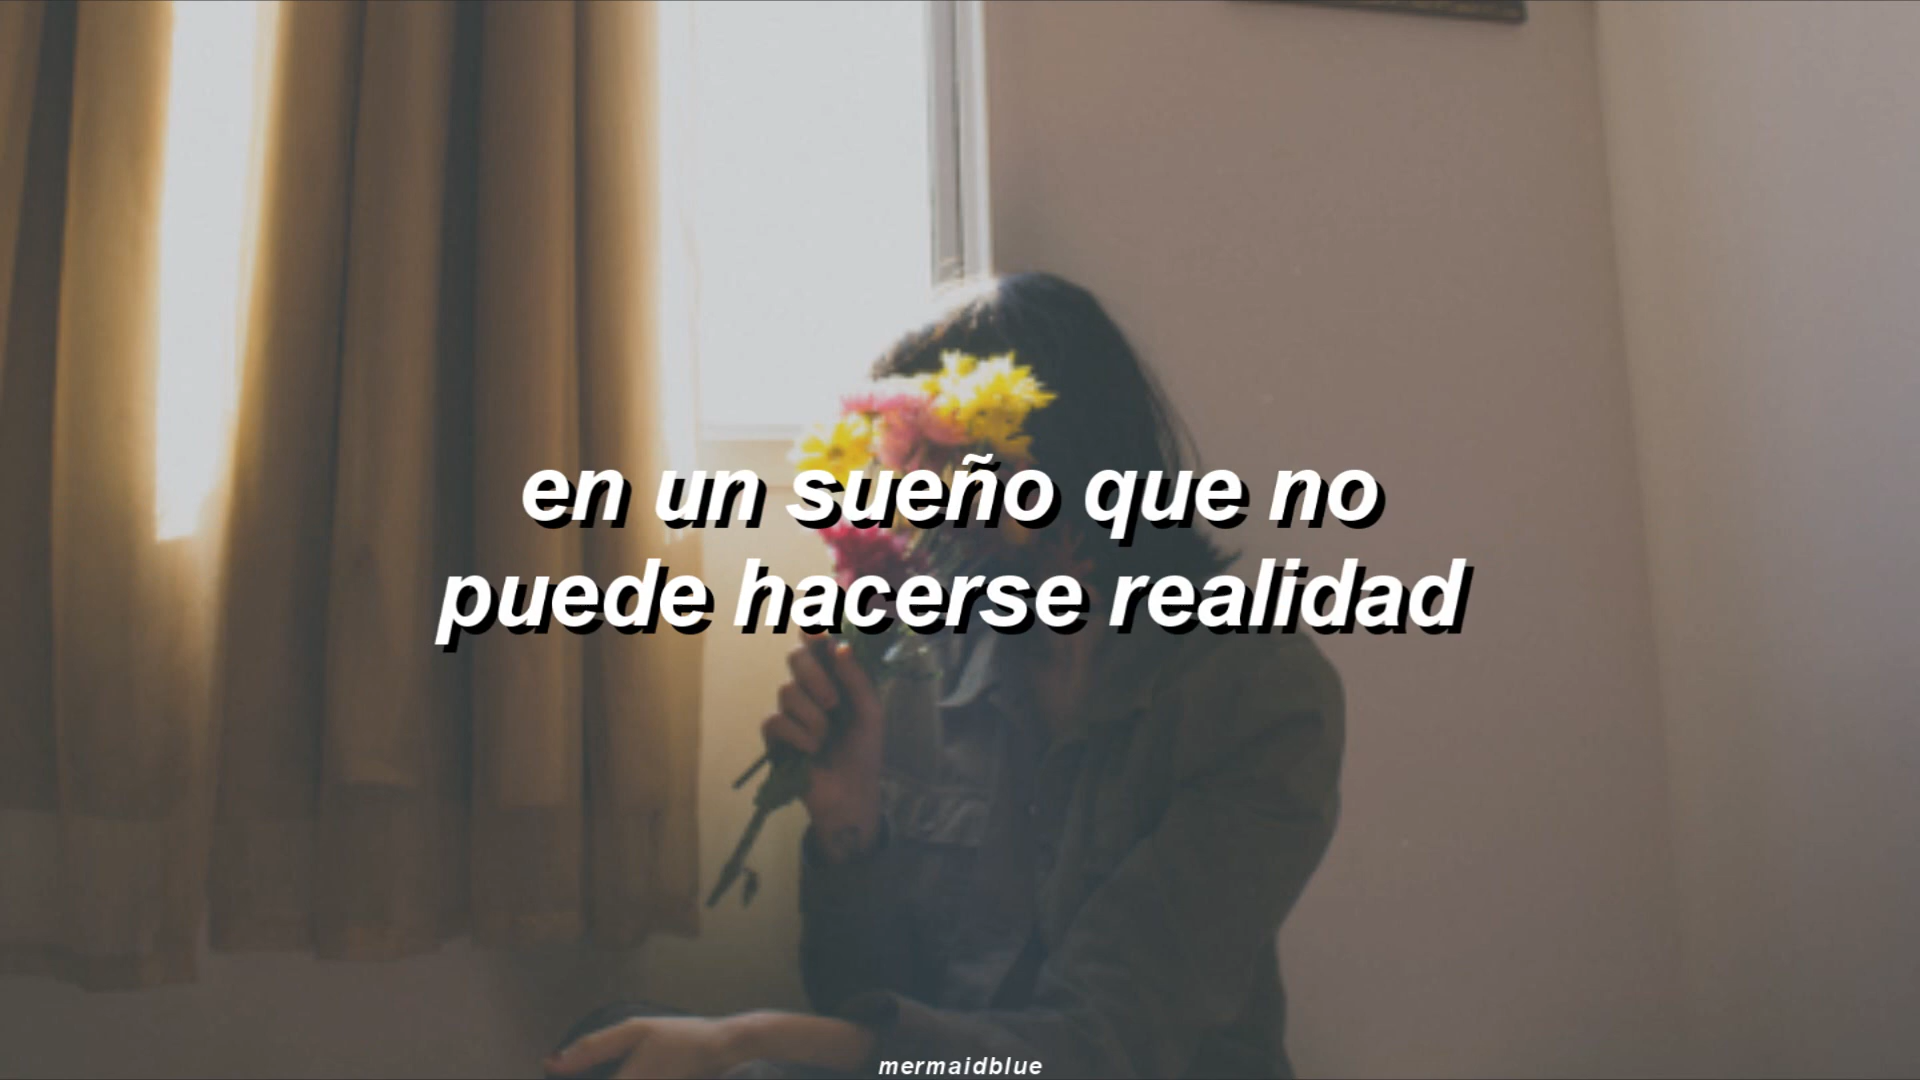 en un sueño que no
puede hacerse realidad
mermaidblue